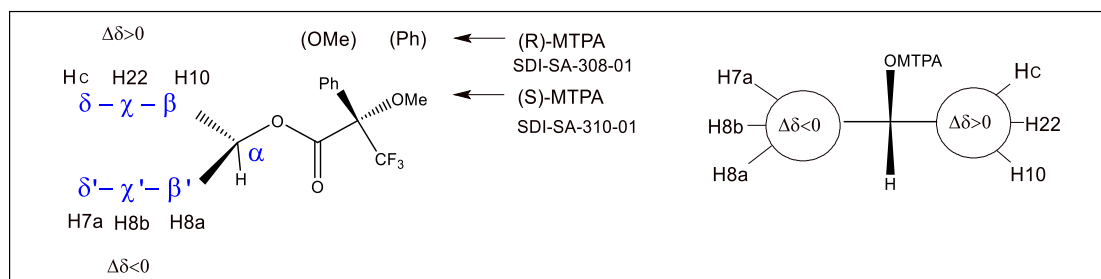 Δδ>0
(OMe) (Ph) (R)-MTPA
SDI-SA-308-01
Hc H22 H10
δ – χ – β
Ph
OMe
(S)-MTPA
SDI-SA-310-01
O
α
H
O
CF3
δ'– χ'– β'
H7a H8b H8a
Δδ<0
OMTPA
H7a
Hc
H8b Δδ<0 Δδ>0 H22
H8a
H10
H